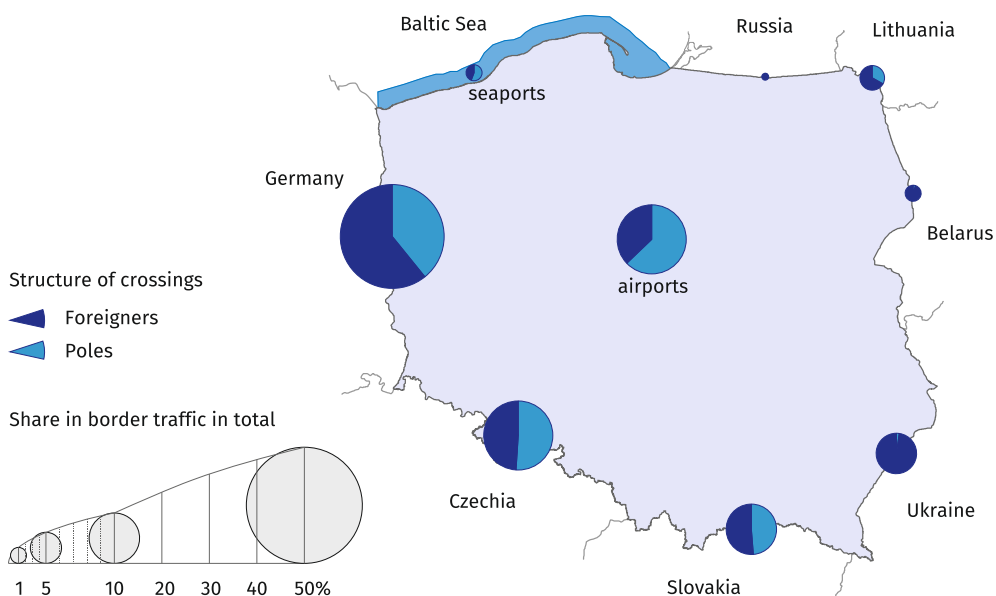 Baltic Sea
Russia
Lithuania
seaports
Germany
Belarus
airports
Structure of crossings
Foreigners
Poles
Share in border traffic in total
Czechia
Ukraine
Slovakia
1 5 10 20 30 40 50%